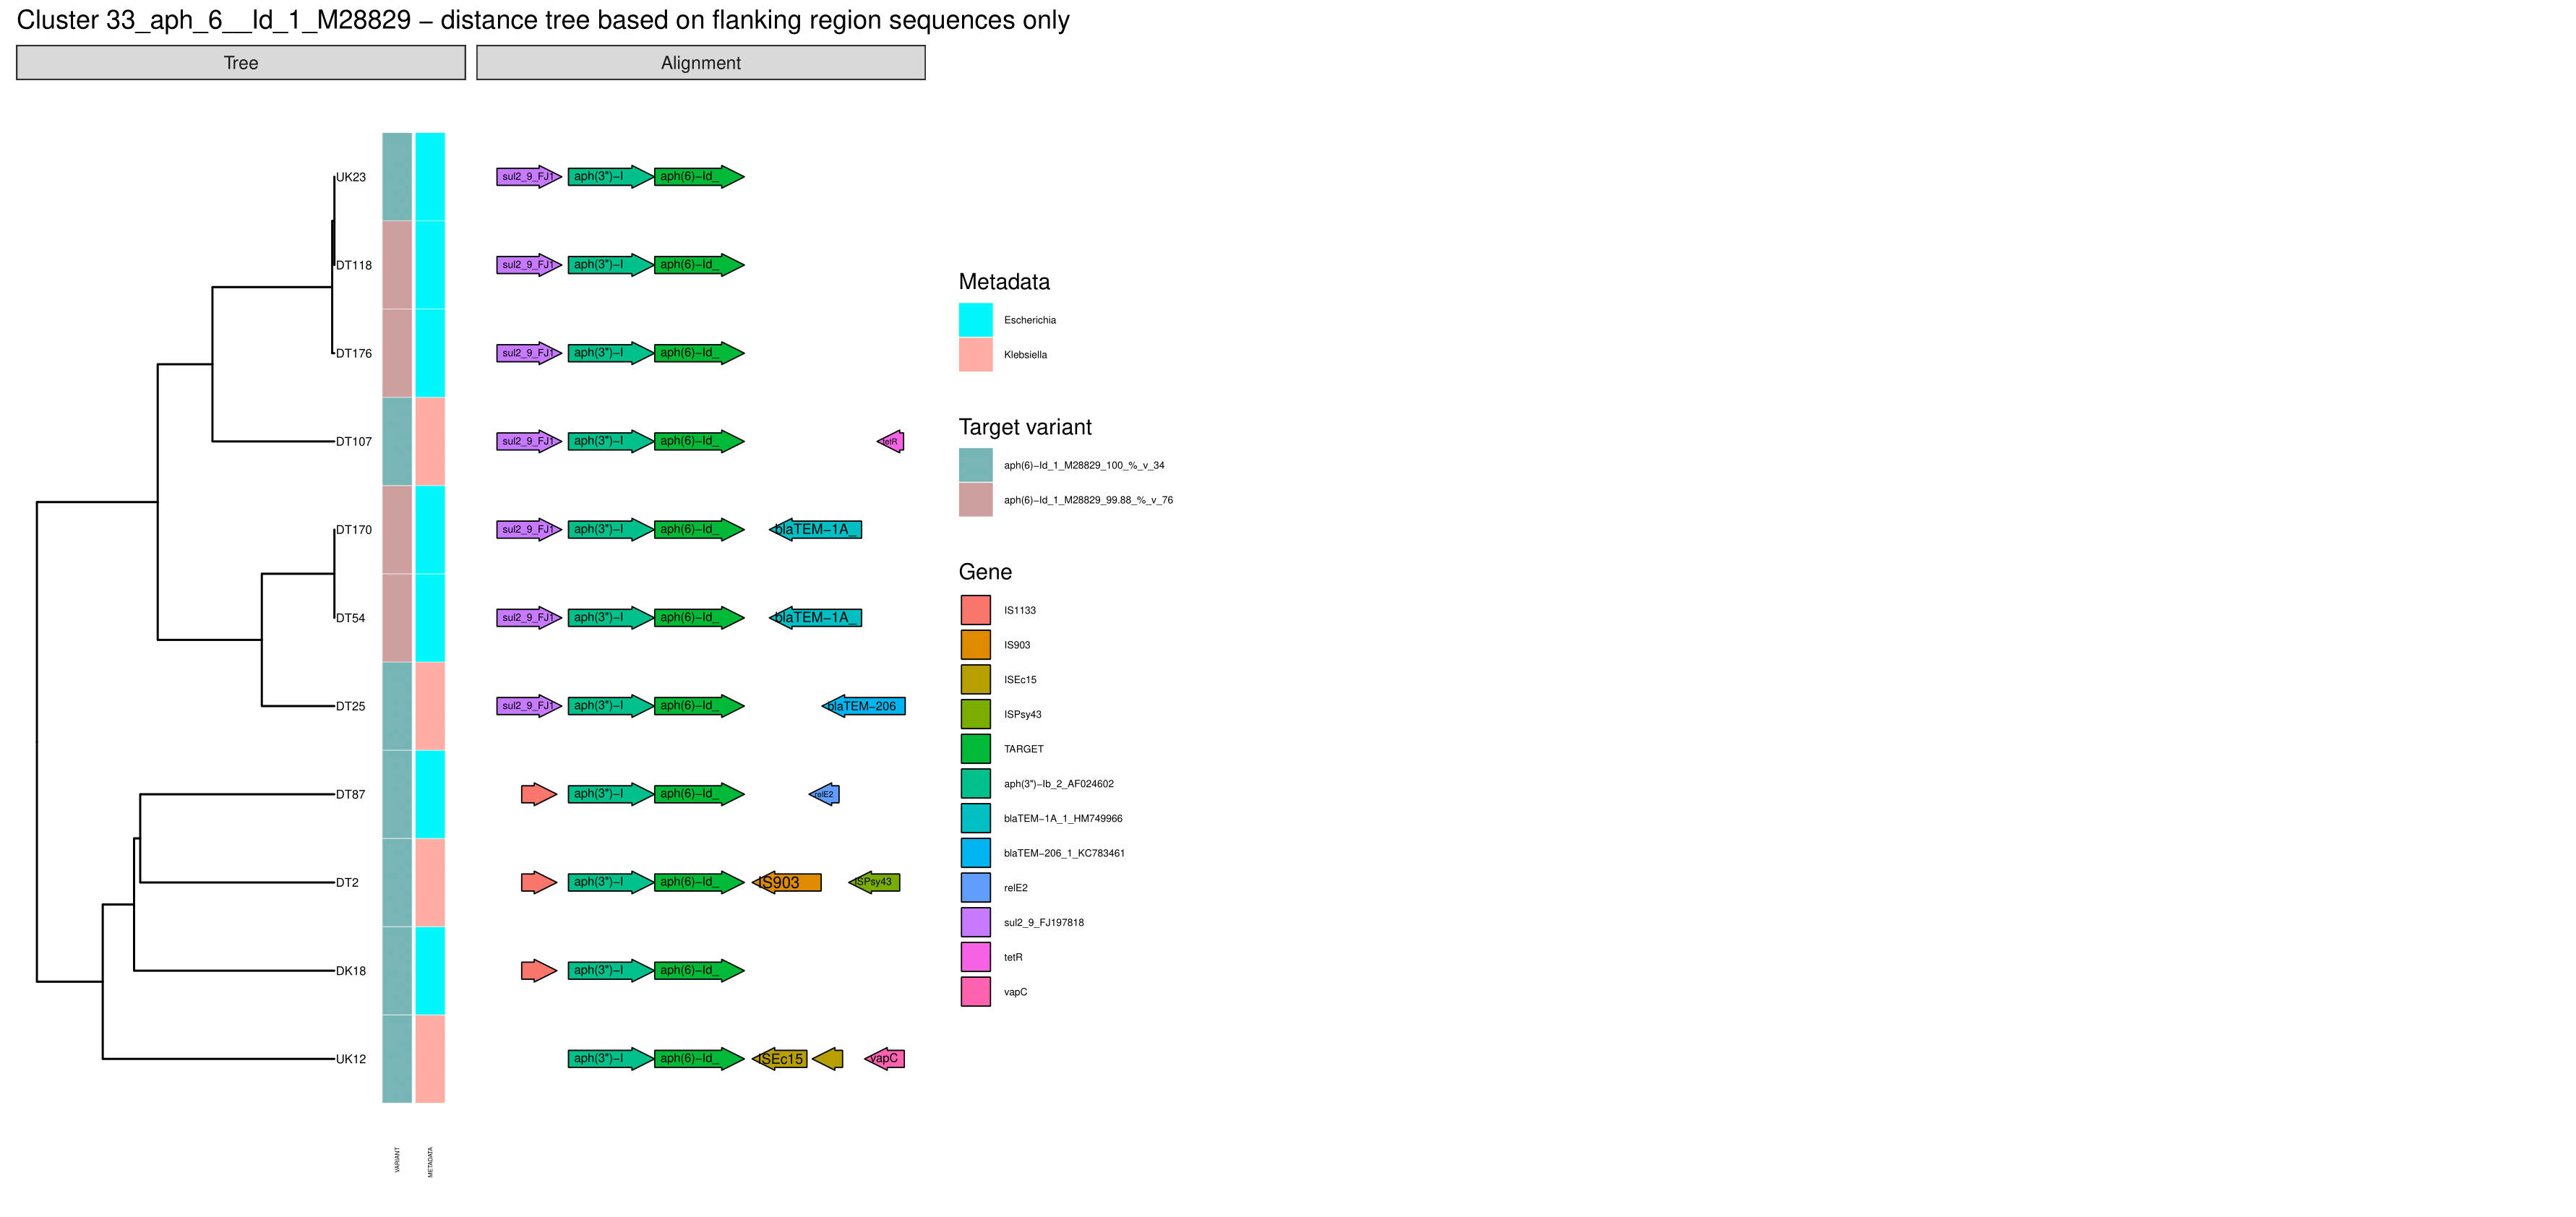 Cluster 33_aph_6__Id_1_M28829 – distance tree based on flanking region sequences only
Tree
Alignment
UK23
sul2_9_FJ1
aph(3")–I
aph(6)–Id_
DT118
sul2_9_FJ1
aph(3")–I
aph(6)–Id_
DT176
sul2_9_FJ1
aph(3")–I
aph(6)–Id_
DT107
sul2_9_FJ1
aph(3")–I
aph(6)–Id_
tetR
DT170
sul2_9_FJ1
aph(3")–I
aph(6)–Id_
blaTEM–1A_
DT54
sul2_9_FJ1
aph(3")–I
aph(6)–Id_
blaTEM–1A_
DT25
sul2_9_FJ1
aph(3")–I
aph(6)–Id_
blaTEM–206
DT87
aph(3")–I
aph(6)–Id_
relE2
DT2
aph(3")–I
aph(6)–Id_
IS903
ISPsy43
DK18
aph(3")–I
aph(6)–Id_
UK12
aph(3")–I
aph(6)–Id_
ISEc15
vapC
VARIANT
METADATA
Metadata
Escherichia
Klebsiella
Target variant
aph(6)–Id_1_M28829_100_%_v_34
aph(6)–Id_1_M28829_99.88_%_v_76
Gene
IS1133
IS903
ISEc15
ISPsy43
TARGET
aph(3")–Ib_2_AF024602
blaTEM–1A_1_HM749966
blaTEM–206_1_KC783461
relE2
sul2_9_FJ197818
tetR
vapC